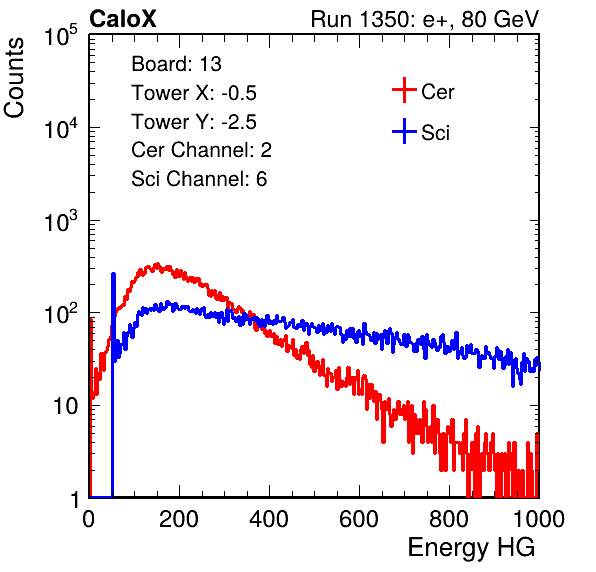 CaloX Run 1350: e+, 80 GeV
Counts
Board: 13
Tower X: -0.5
Tower Y: -2.5
Cer Channel: 2
Sci Channel: 6
Cer
Sci
10^5
10^4
10^3
10^2
10
1
0 200 400 600 800 1000
Energy HG